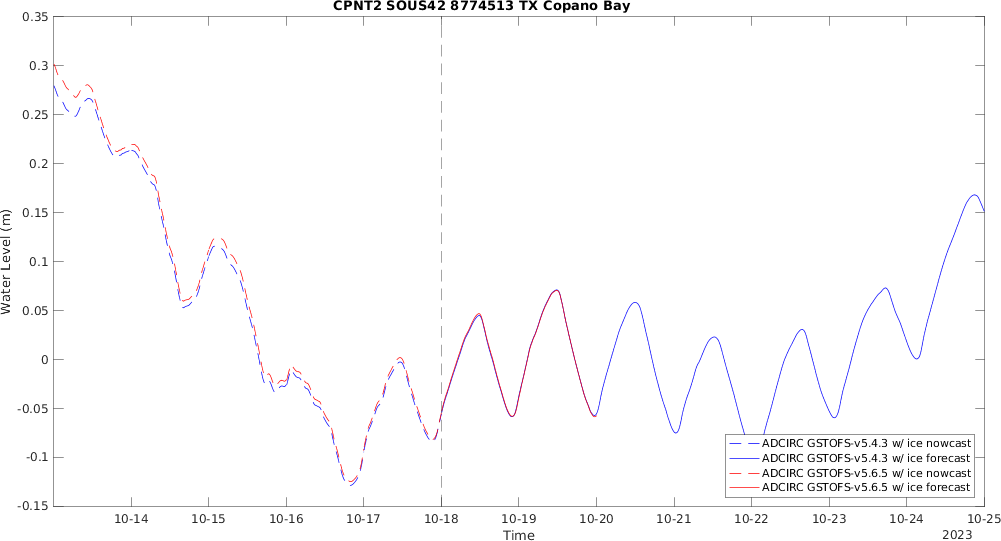 CPNT2 SOUS42 8774513 TX Copano Bay
0.35
0.3
0.25
0.2
0.15
0.1
0.05
0
-0.05
-0.1
-0.15
Water Level (m)
10-14 10-15 10-16 10-17 10-18 10-19 10-20 10-21 10-22 10-23 10-24 10-25
2023
Time
ADCIRC GSTOFS-v5.4.3 w/ ice nowcast
ADCIRC GSTOFS-v5.4.3 w/ ice forecast
ADCIRC GSTOFS-v5.6.5 w/ ice nowcast
ADCIRC GSTOFS-v5.6.5 w/ ice forecast